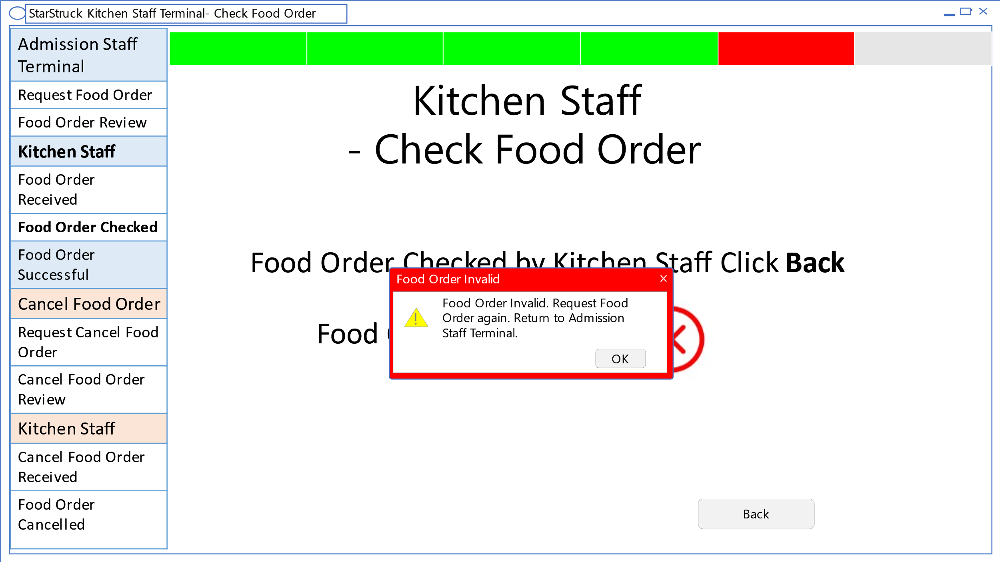 StarStruck Kitchen Staff Terminal- Check Food Order
Admission Staff
Terminal
Request Food Order
Food Order Review
Kitchen Staff
Food Order
Received
Food Order Checked
Food Order
Successful
Cancel Food Order
Request Cancel Food
Order
Cancel Food Order
Review
Kitchen Staff
Cancel Food Order
Received
Food Order
Cancelled
Kitchen Staff
- Check Food Order
Food Order Checked by Kitchen Staff Click Back
Food
Food Order Invalid
Food Order Invalid. Request Food
Order again. Return to Admission
Staff Terminal.
OK
Back